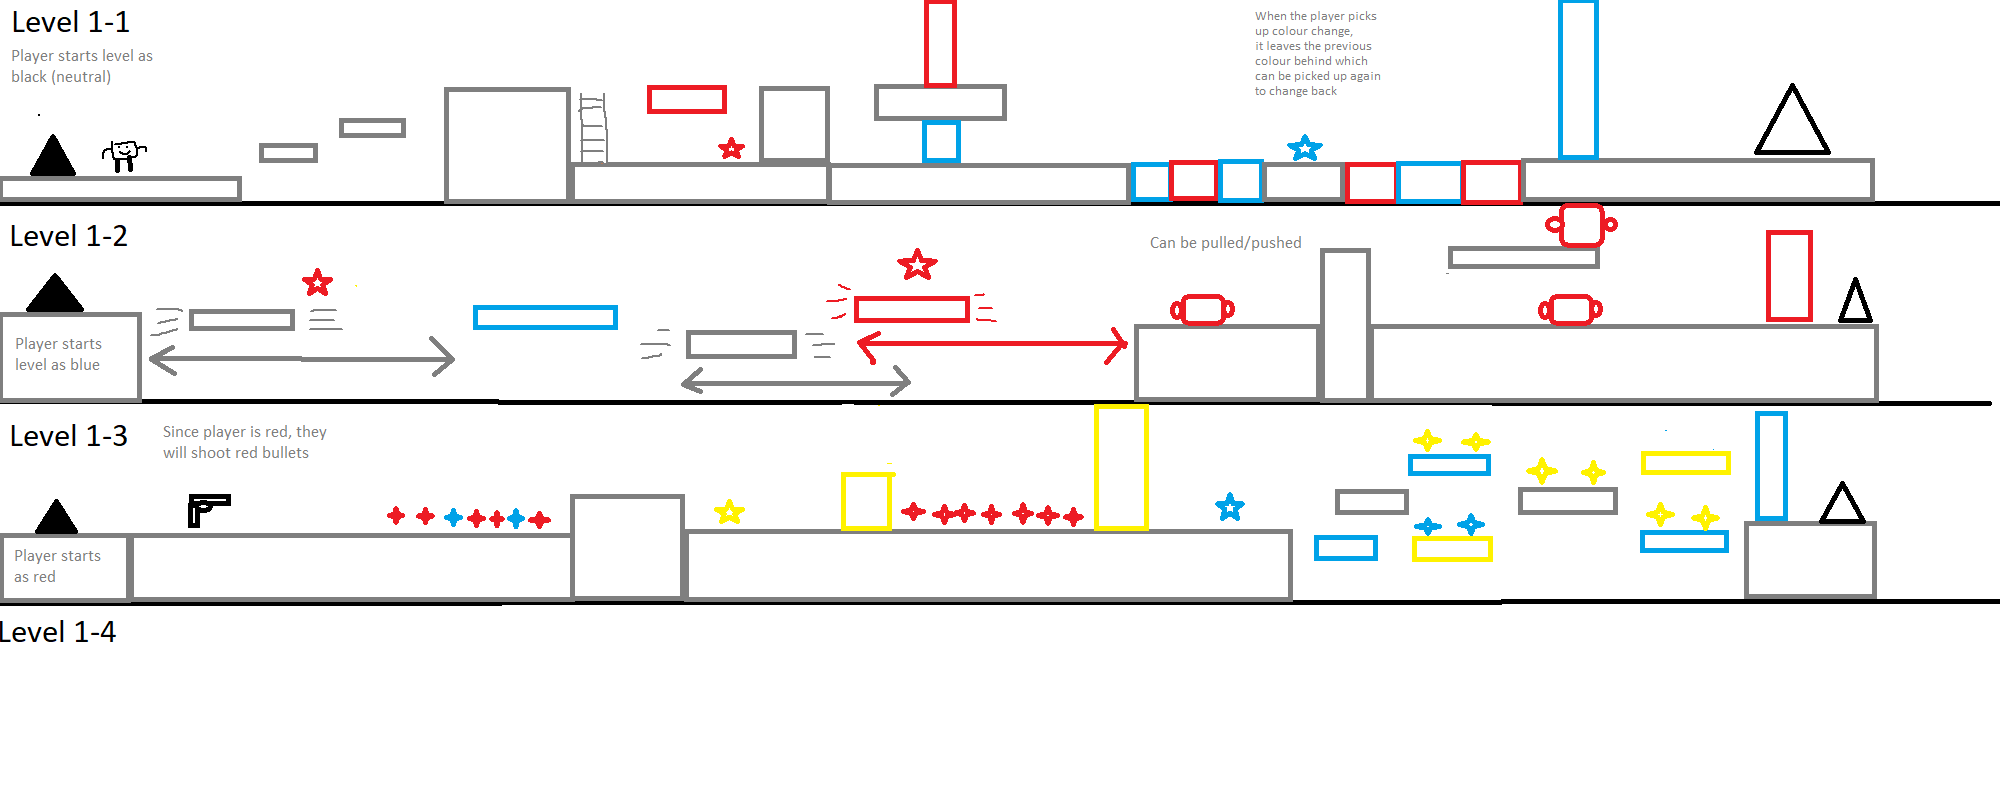 Level 1-1
Player starts level as
black (neutral)
When the player picks
up colour change,
it leaves the previous
colour behind which
can be picked up again
to change back
Level 1-2
Player starts
level as blue
Can be pulled/pushed
Level 1-3
Since player is red, they
will shoot red bullets
Player starts
as red
Level 1-4